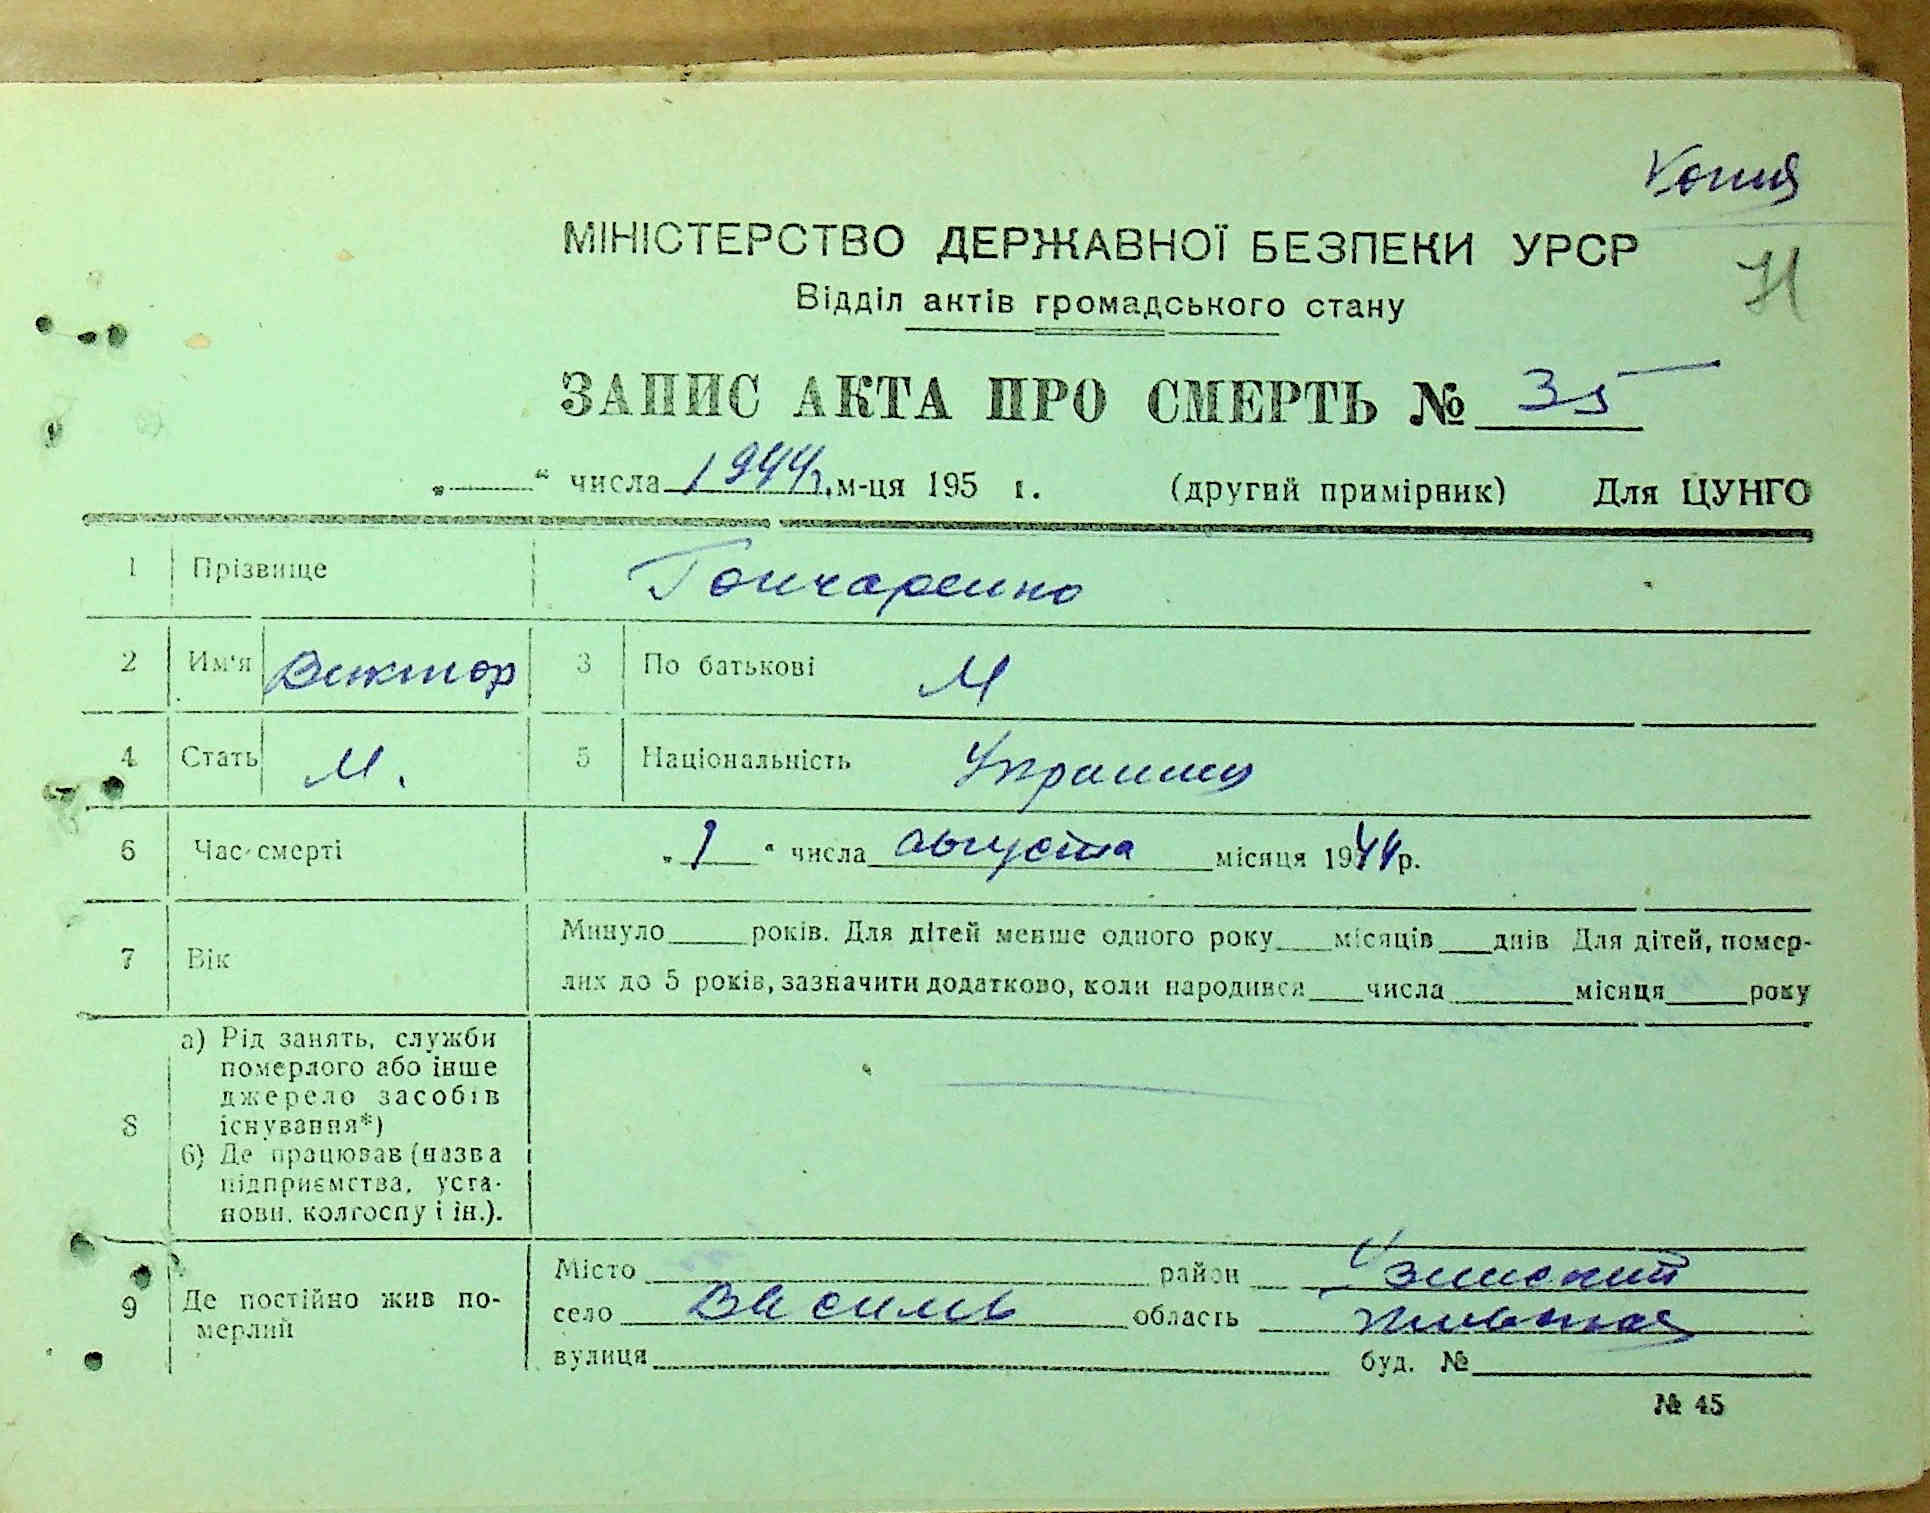 Копия
МІНІСТЕРСТВО ДЕРЖАВНОЇ БЕЗПЕКИ УРСР
Відділ актів громадського стану
ЗАПИС АКТА ПРО СМЕРТЬ № 35
„ “ числа 1944 г. м-ця 195 г. (другий примірник) Для ЦУНГО
1 Прізвище Гончаренко
2 Им'я Виктор 3 По батькові М
4 Стать М. 5 Національність Украинец
6 Час смерті „1“ числа августа місяця 1944 р.
7 Вік Минуло років. Для дітей менше одного року місяців днів Для дітей, помер-
лих до 5 років, зазначити додатково, коли народився числа місяця року
8 а) Рід занять, служби
померлого або інше
джерело засобів
існування*)
б) Де працював (назва
підприємства, уста-
нови, колгоспу і ін.).
9 Де постійно жив по-
мерлий
Місто район Узинский
село область Киевская
вулиця буд. №
№ 45